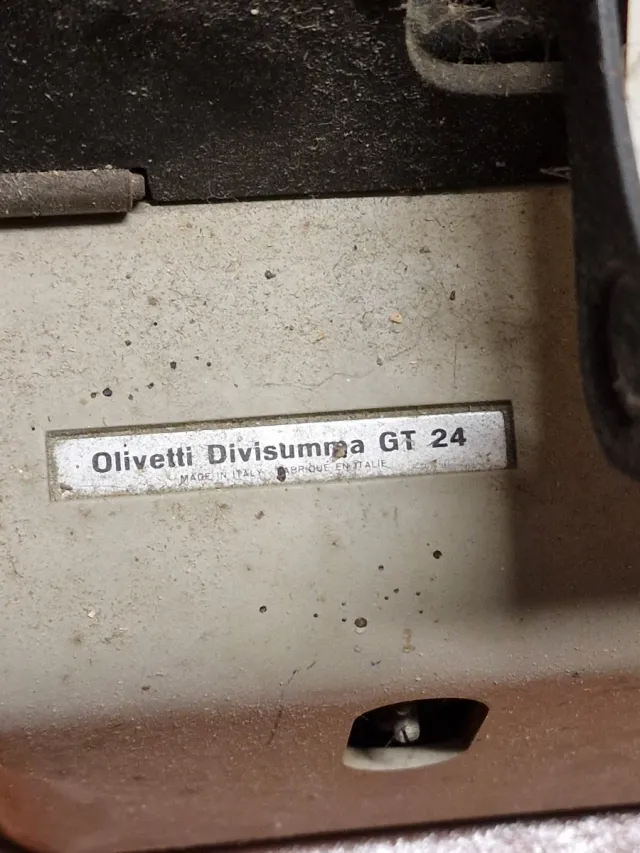 Olivetti Divisumma GT 24
MADE IN ITALY FABRIQUE EN ITALIE